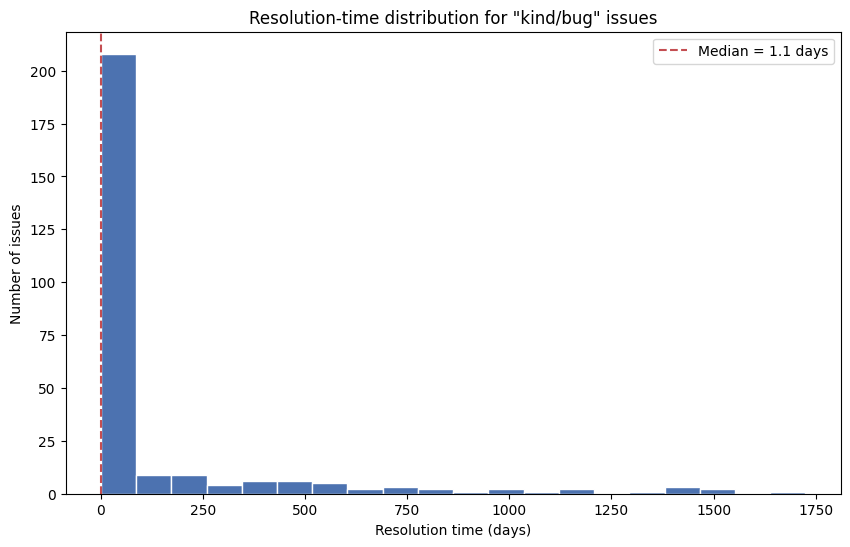 Resolution-time distribution for "kind/bug" issues
Median = 1.1 days
Number of issues
200
175
150
125
100
75
50
25
0
0 250 500 750 1000 1250 1500 1750
Resolution time (days)